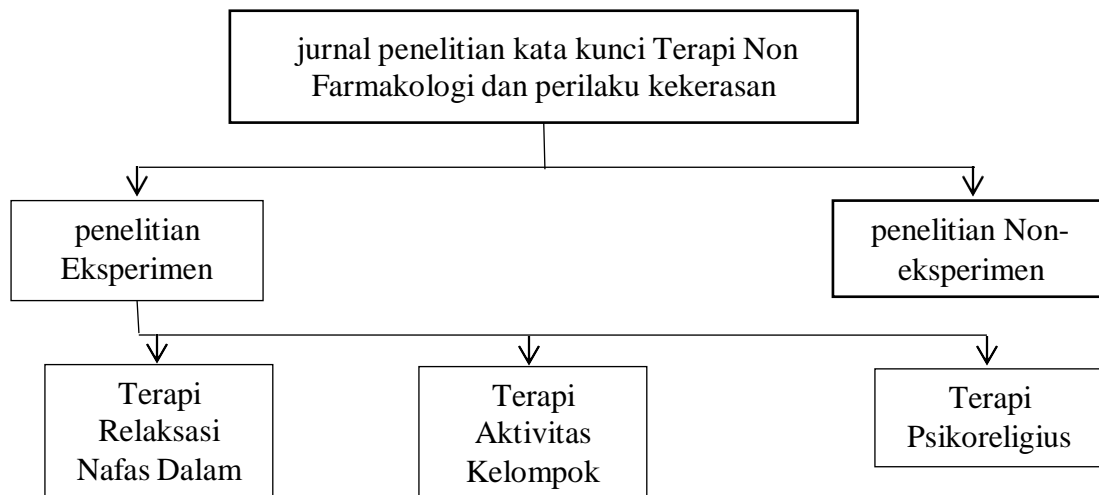 jurnal penelitian kata kunci Terapi Non
Farmakologi dan perilaku kekerasan
penelitian
Eksperimen
penelitian Non-
eksperimen
Terapi
Relaksasi
Nafas Dalam
Terapi
Aktivitas
Kelompok
Terapi
Psikoreligius